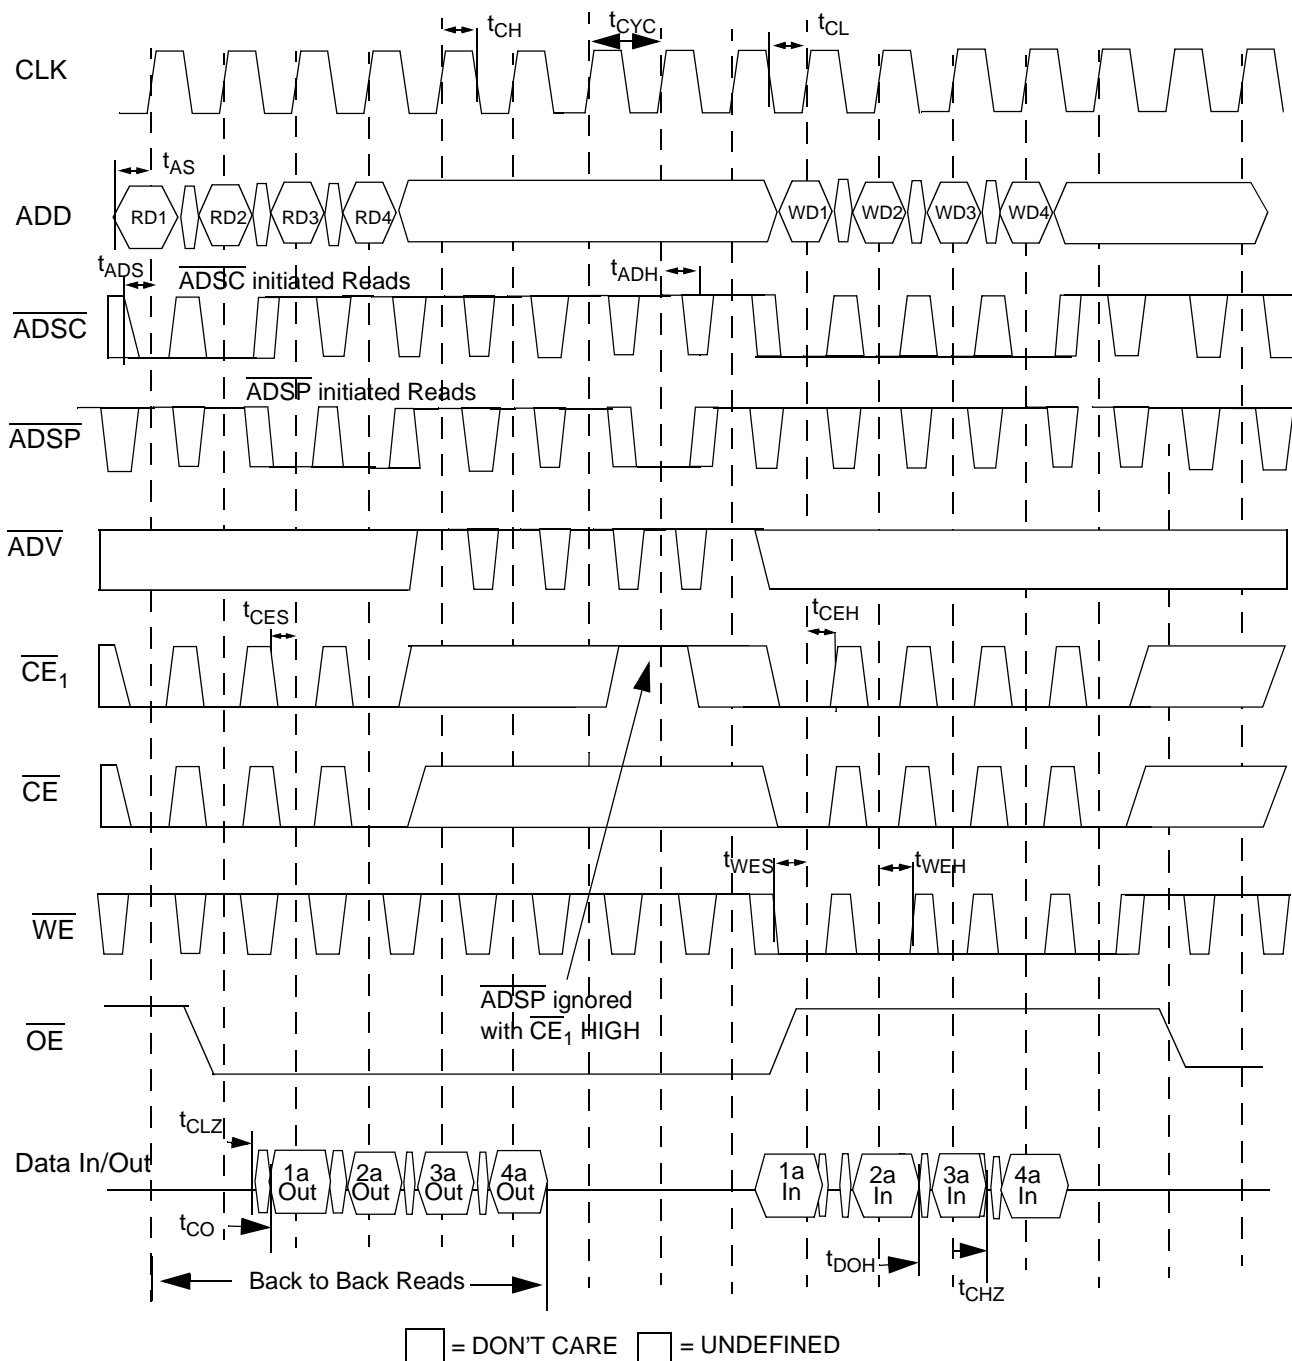 tCH
tCYC
tCL
CLK
tAS
ADD
RD1
RD2
RD3
RD4
WD1
WD2
WD3
WD4
tADS
ADSC initiated Reads
tADH
ADSC
ADSP initiated Reads
ADSP
ADV
tCES
tCEH
CE1
CE
tWES
tWEH
WE
ADSP ignored
with CE1 HIGH
OE
tCLZ
Data In/Out
1a
Out
2a
Out
3a
Out
4a
Out
1a
In
2a
In
3a
In
4a
In
tCO
tDOH
tCHZ
Back to Back Reads
= DON'T CARE
= UNDEFINED